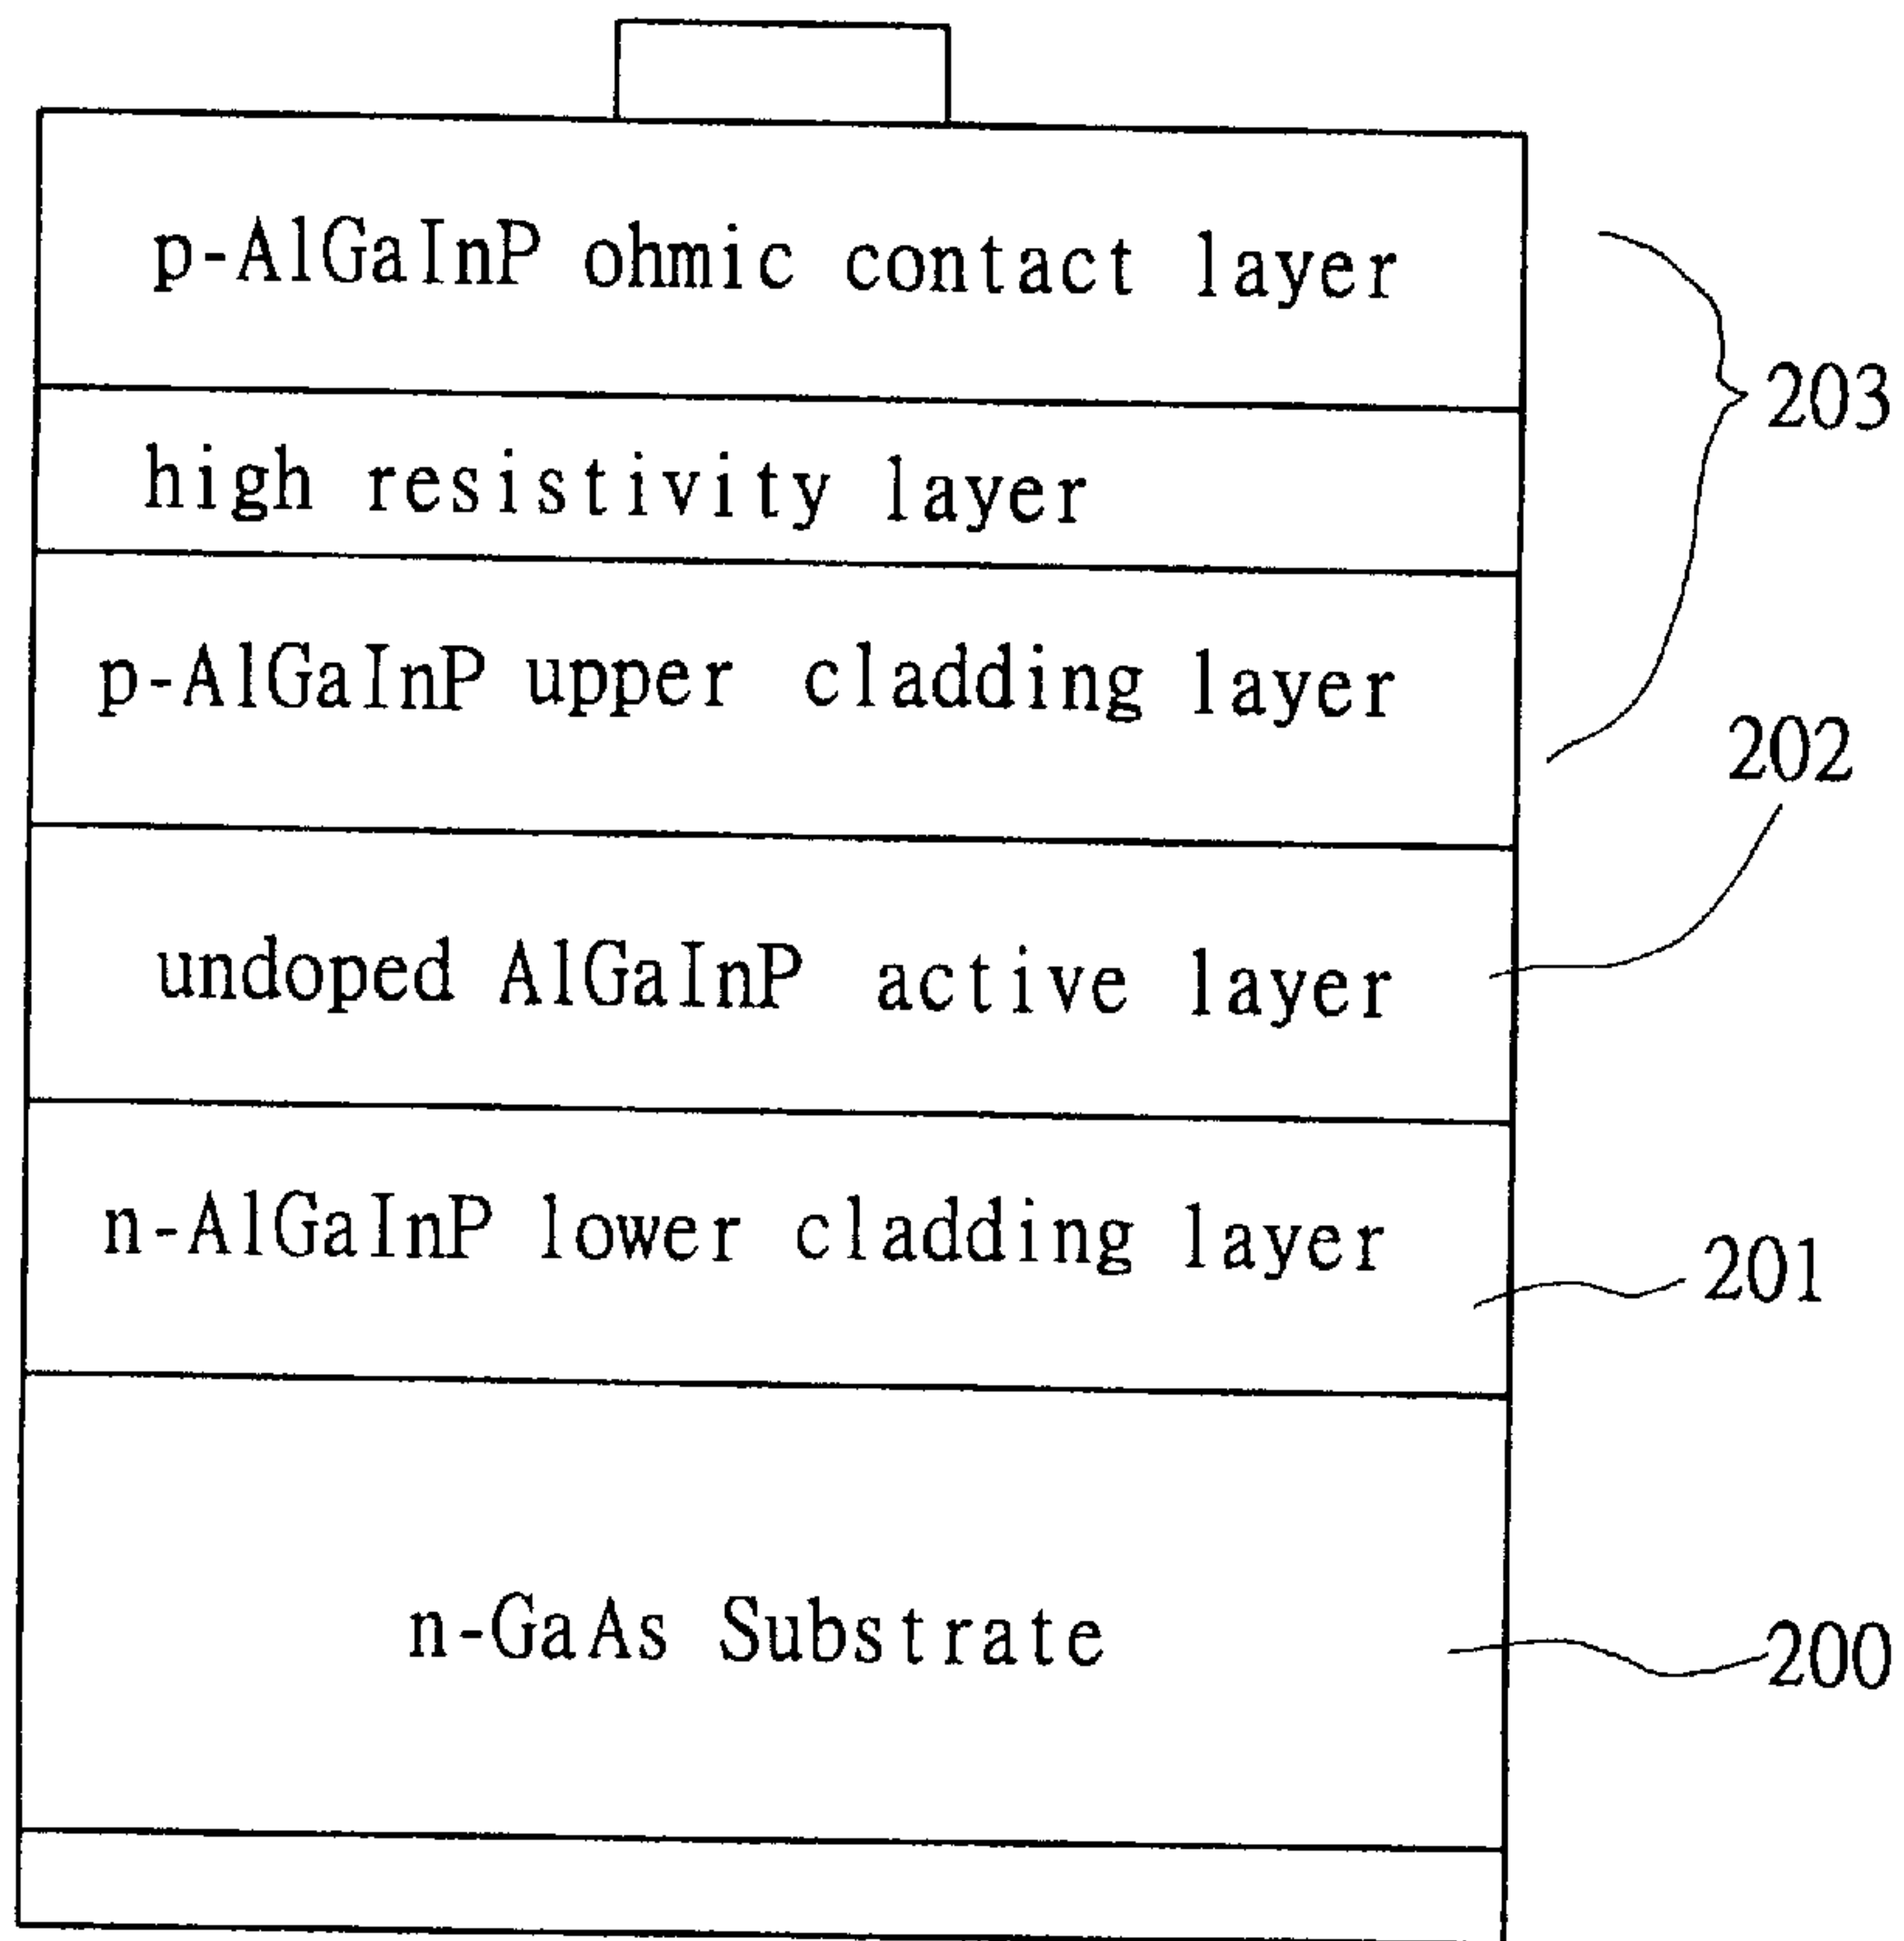 p-AlGaInP ohmic contact layer
203
high resistivity layer
p-AlGaInP upper cladding layer
202
undoped AlGaInP active layer
n-AlGaInP lower cladding layer
201
n-GaAs Substrate
200